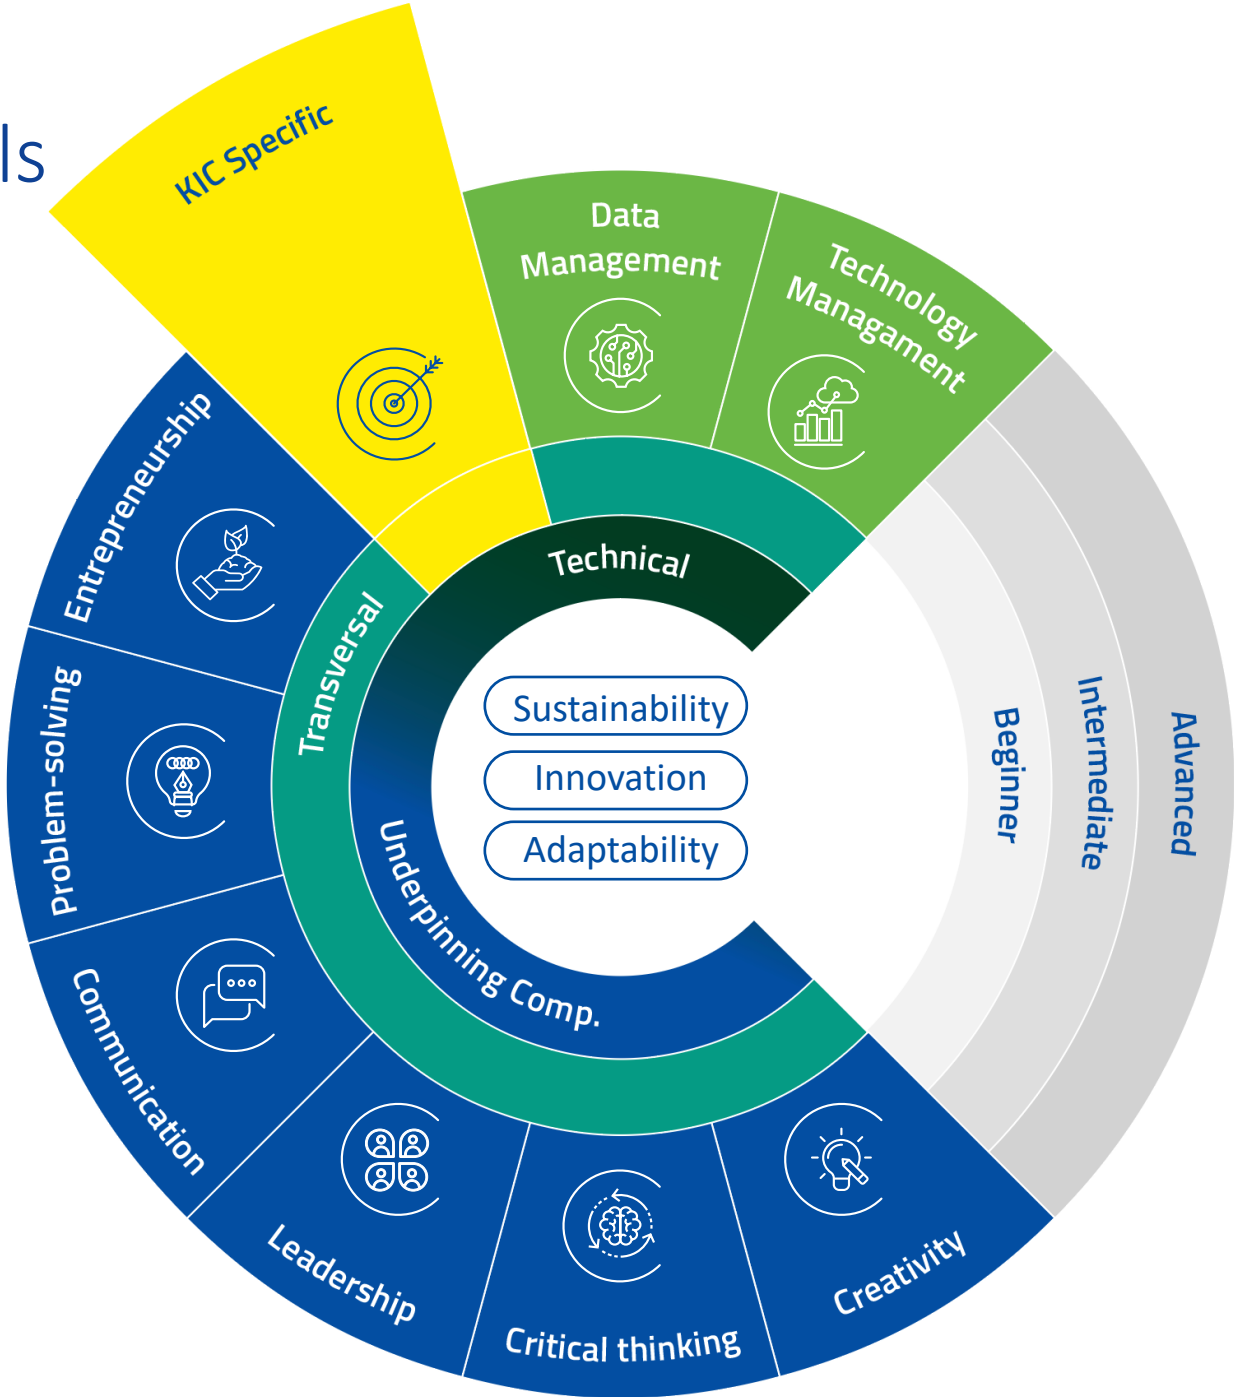 ls
KIC Specific
Data
Management
Technology
Managament
Entrepreneurship
Technical
Transversal
Sustainability
Innovation
Adaptability
Problem-solving
Underpinning Comp.
Beginner
Intermediate
Advanced
Communication
Leadership
Critical thinking
Creativity